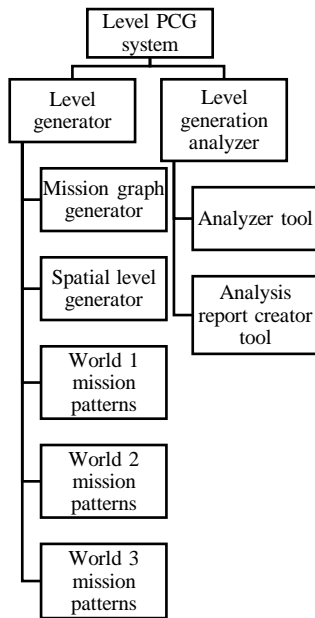 Level PCG
system
Level
generator
Level
generation
analyzer
Mission graph
generator
Spatial level
generator
World 1
mission
patterns
World 2
mission
patterns
World 3
mission
patterns
Analyzer tool
Analysis
report creator
tool